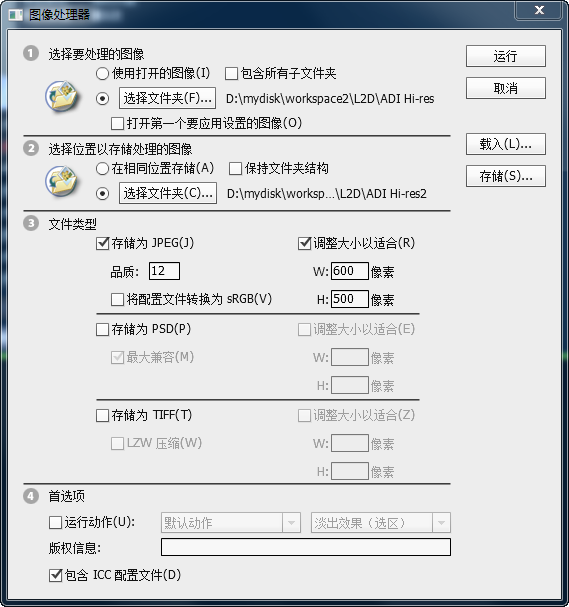 图像处理器
1 选择要处理的图像
使用打开的图像(I) 包含所有子文件夹
选择文件夹(F)... D:\mydisk\workspace2\L2D\ADI Hi-res
打开第一个要应用设置的图像(O)
2 选择位置以存储处理的图像
在相同位置存储(A) 保持文件夹结构
选择文件夹(C)... D:\mydisk\worksp...\L2D\ADI Hi-res2
3 文件类型
存储为 JPEG(J) 调整大小以适合(R)
品质: 12 W: 600 像素
将配置文件转换为 sRGB(V) H: 500 像素
存储为 PSD(P) 调整大小以适合(E)
最大兼容(M) W: 像素
H: 像素
存储为 TIFF(T) 调整大小以适合(Z)
LZW 压缩(W) W: 像素
H: 像素
4 首选项
运行动作(U): 默认动作 淡出效果（选区）
版权信息:
包含 ICC 配置文件(D)
运行
取消
载入(L)...
存储(S)...